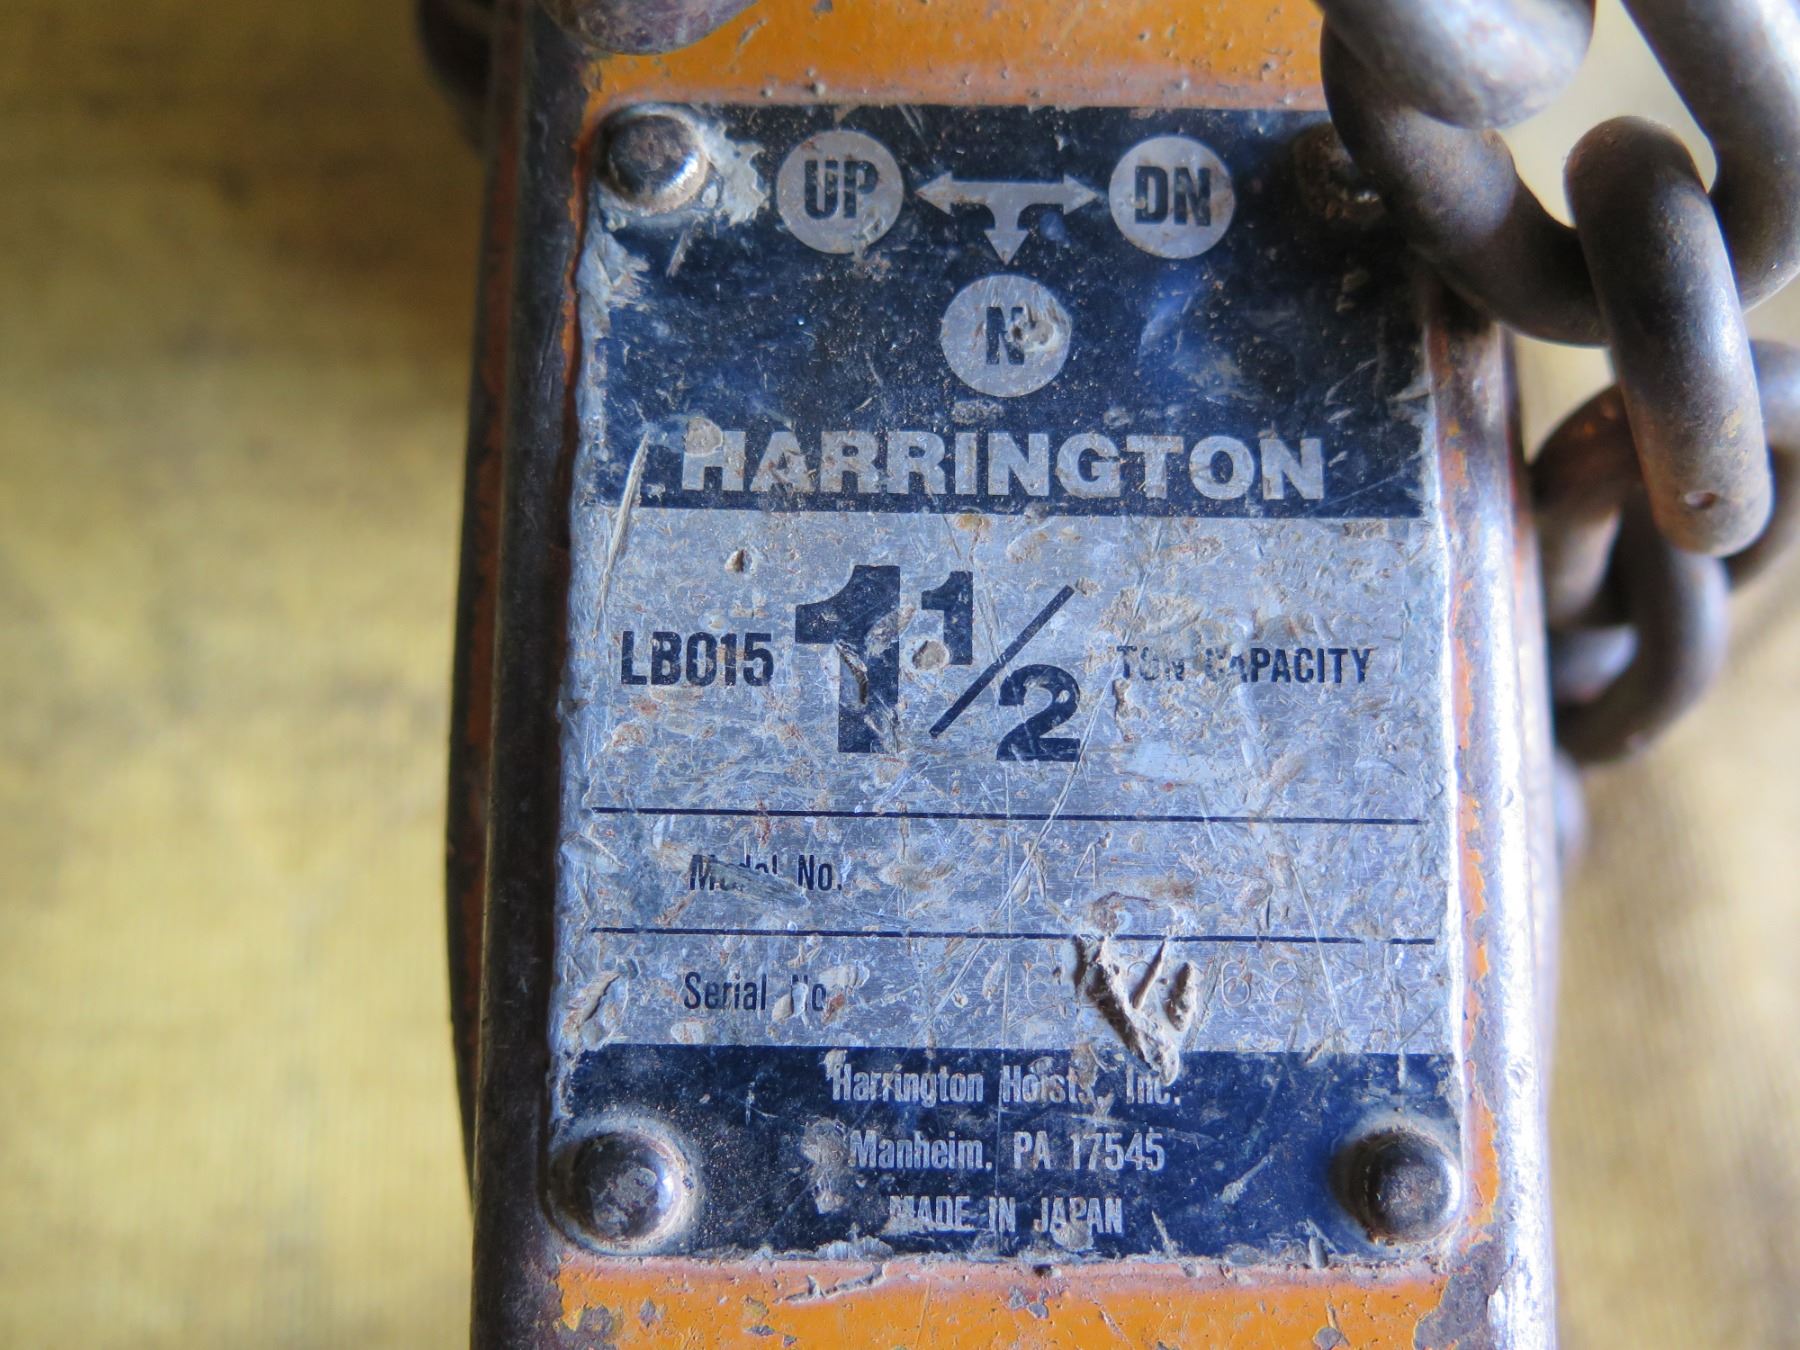 UP DN
N
HARRINGTON
LB015 1 1/2 TON CAPACITY
Model No. 4
Serial No.
Harrington Hoists, Inc.
Manheim, PA 17545
MADE IN JAPAN